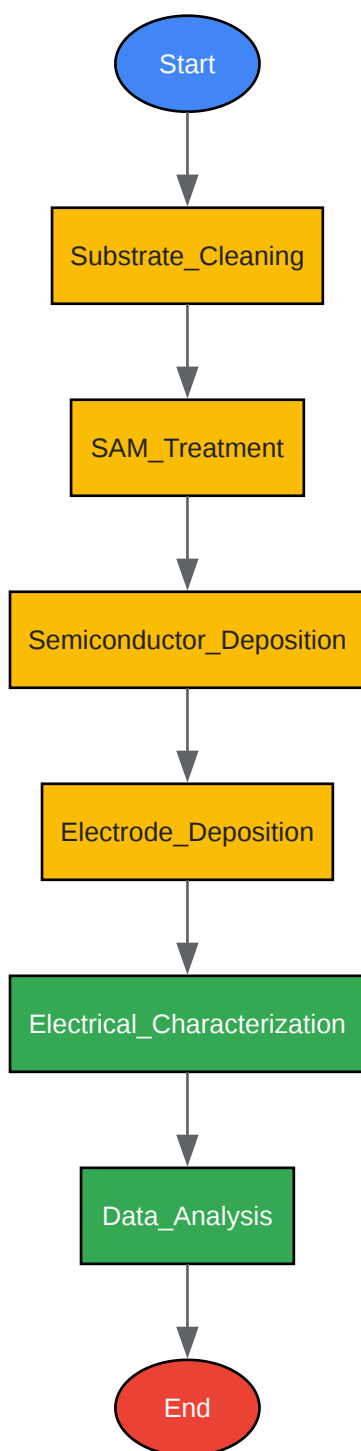 Start
Substrate_Cleaning
SAM_Treatment
Semiconductor_Deposition
Electrode_Deposition
Electrical_Characterization
Data_Analysis
End